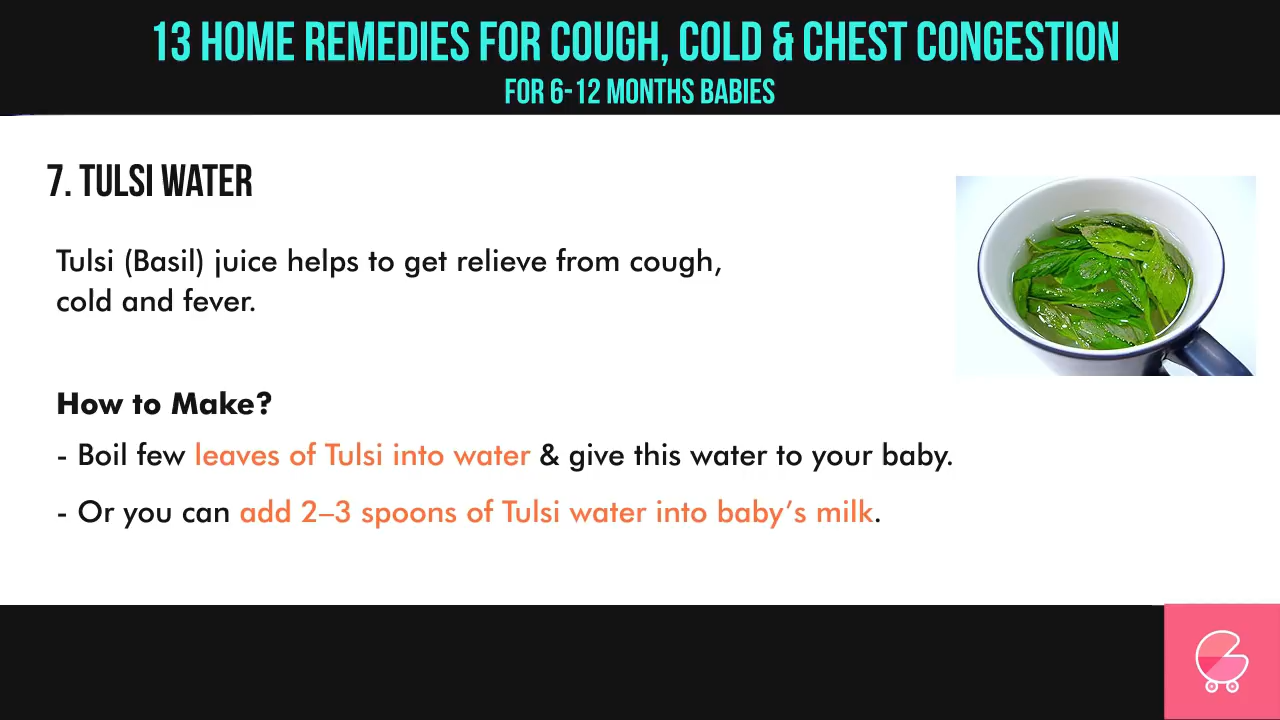 13 HOME REMEDIES FOR COUGH, COLD & CHEST CONGESTION
FOR 6-12 MONTHS BABIES
7. TULSI WATER
Tulsi (Basil) juice helps to get relieve from cough,
cold and fever.
How to Make?
- Boil few leaves of Tulsi into water & give this water to your baby.
- Or you can add 2–3 spoons of Tulsi water into baby’s milk.